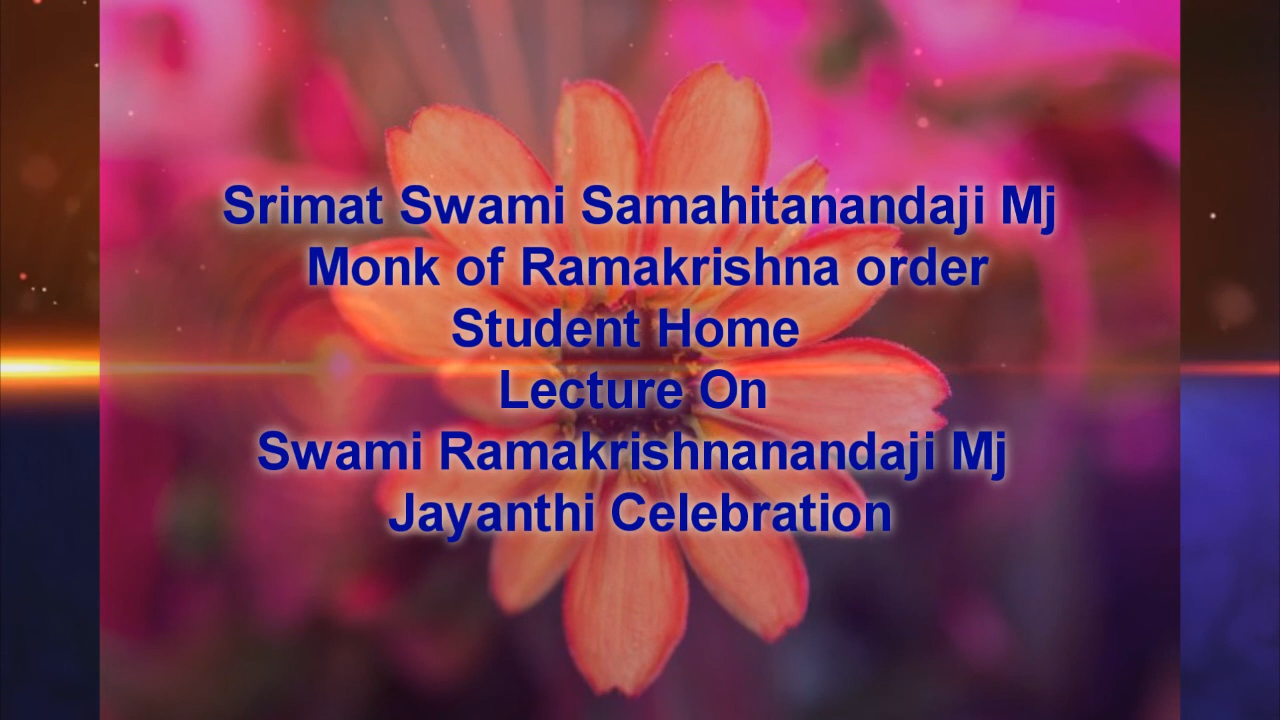 Srimat Swami Samahitanandaji Mj
Monk of Ramakrishna order
Student Home
Lecture On
Swami Ramakrishnanandaji Mj
Jayanthi Celebration